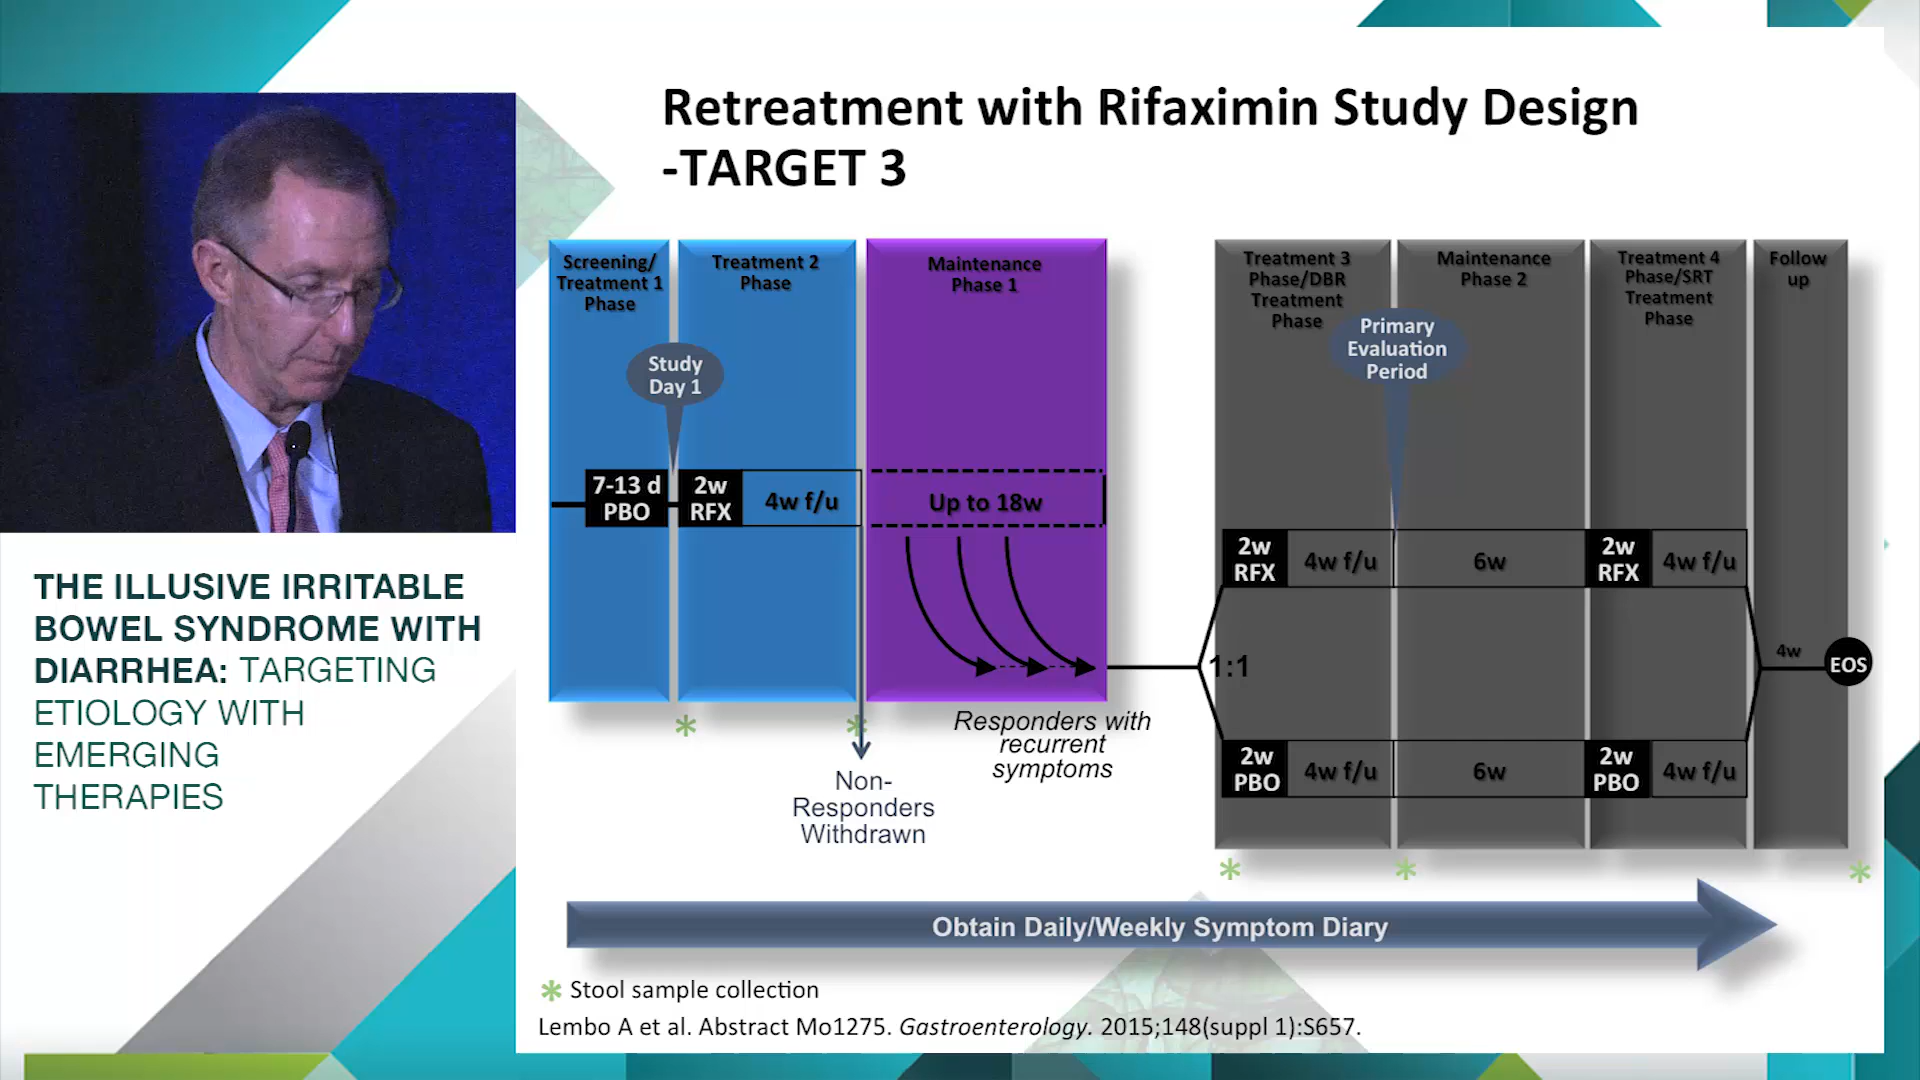 Retreatment with Rifaximin Study Design
-TARGET 3
THE ILLUSIVE IRRITABLE
BOWEL SYNDROME WITH
DIARRHEA: TARGETING
ETIOLOGY WITH
EMERGING
THERAPIES
Screening/
Treatment 1
Phase
Treatment 2
Phase
Maintenance
Phase 1
Treatment 3
Phase/DBR
Treatment
Phase
Maintenance
Phase 2
Treatment 4
Phase/SRT
Treatment
Phase
Follow
up
Study
Day 1
Primary
Evaluation
Period
7-13 d
PBO
2w
RFX
4w f/u
Up to 18w
2w
RFX
4w f/u
6w
2w
RFX
4w f/u
1:1
4w
EOS
2w
PBO
4w f/u
6w
2w
PBO
4w f/u
* *
Responders with
recurrent
symptoms
Non-
Responders
Withdrawn
* * *
Obtain Daily/Weekly Symptom Diary
* Stool sample collection
Lembo A et al. Abstract Mo1275. Gastroenterology. 2015;148(suppl 1):S657.